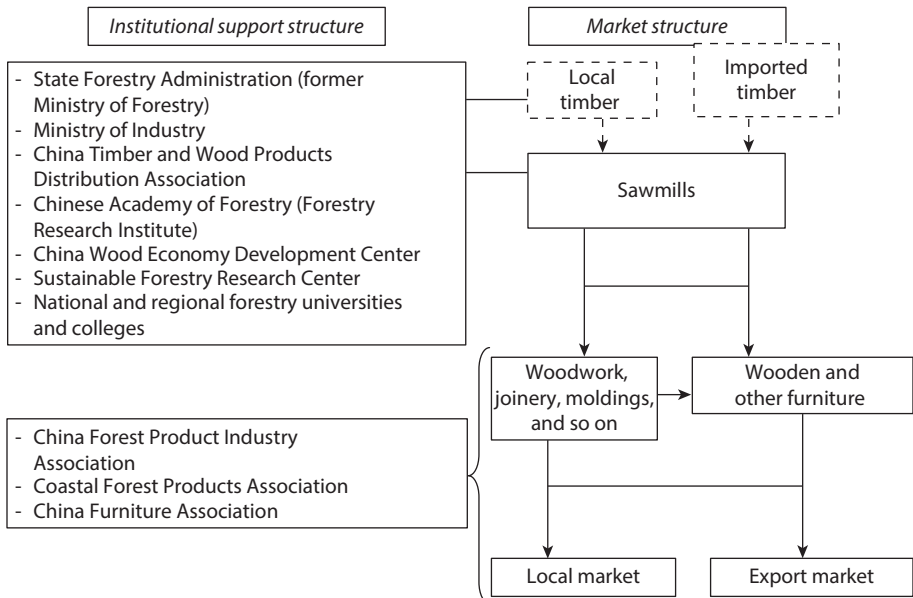 Institutional support structure
Market structure
- State Forestry Administration (former
Ministry of Forestry)
- Ministry of Industry
- China Timber and Wood Products
Distribution Association
- Chinese Academy of Forestry (Forestry
Research Institute)
- China Wood Economy Development Center
- Sustainable Forestry Research Center
- National and regional forestry universities
and colleges
Local
timber
Imported
timber
Sawmills
Woodwork,
joinery, moldings,
and so on
Wooden and
other furniture
- China Forest Product Industry
Association
- Coastal Forest Products Association
- China Furniture Association
Local market
Export market